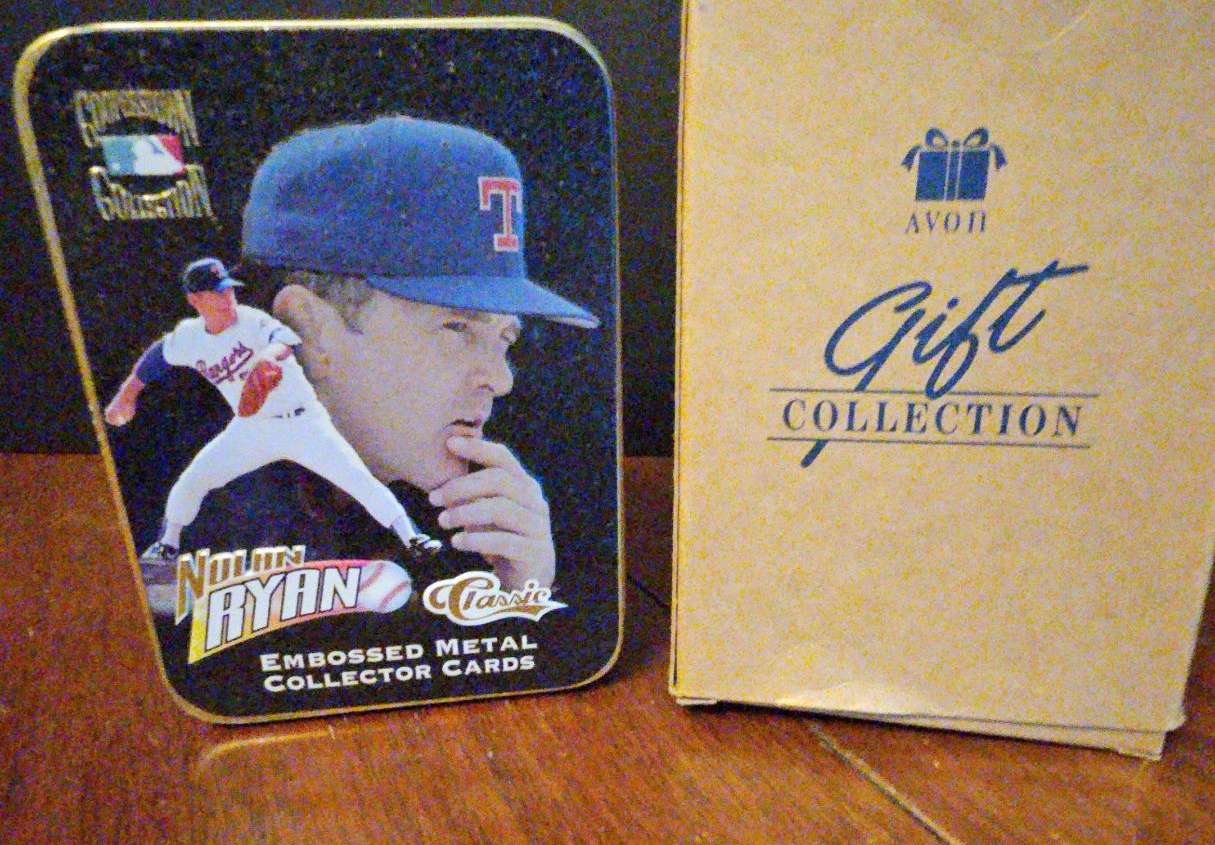 COOPERSTOWN
COLLECTION
T
T
Rangers
NOLAN
RYAN
Classic
EMBOSSED METAL
COLLECTOR CARDS
AVON
Gift
COLLECTION